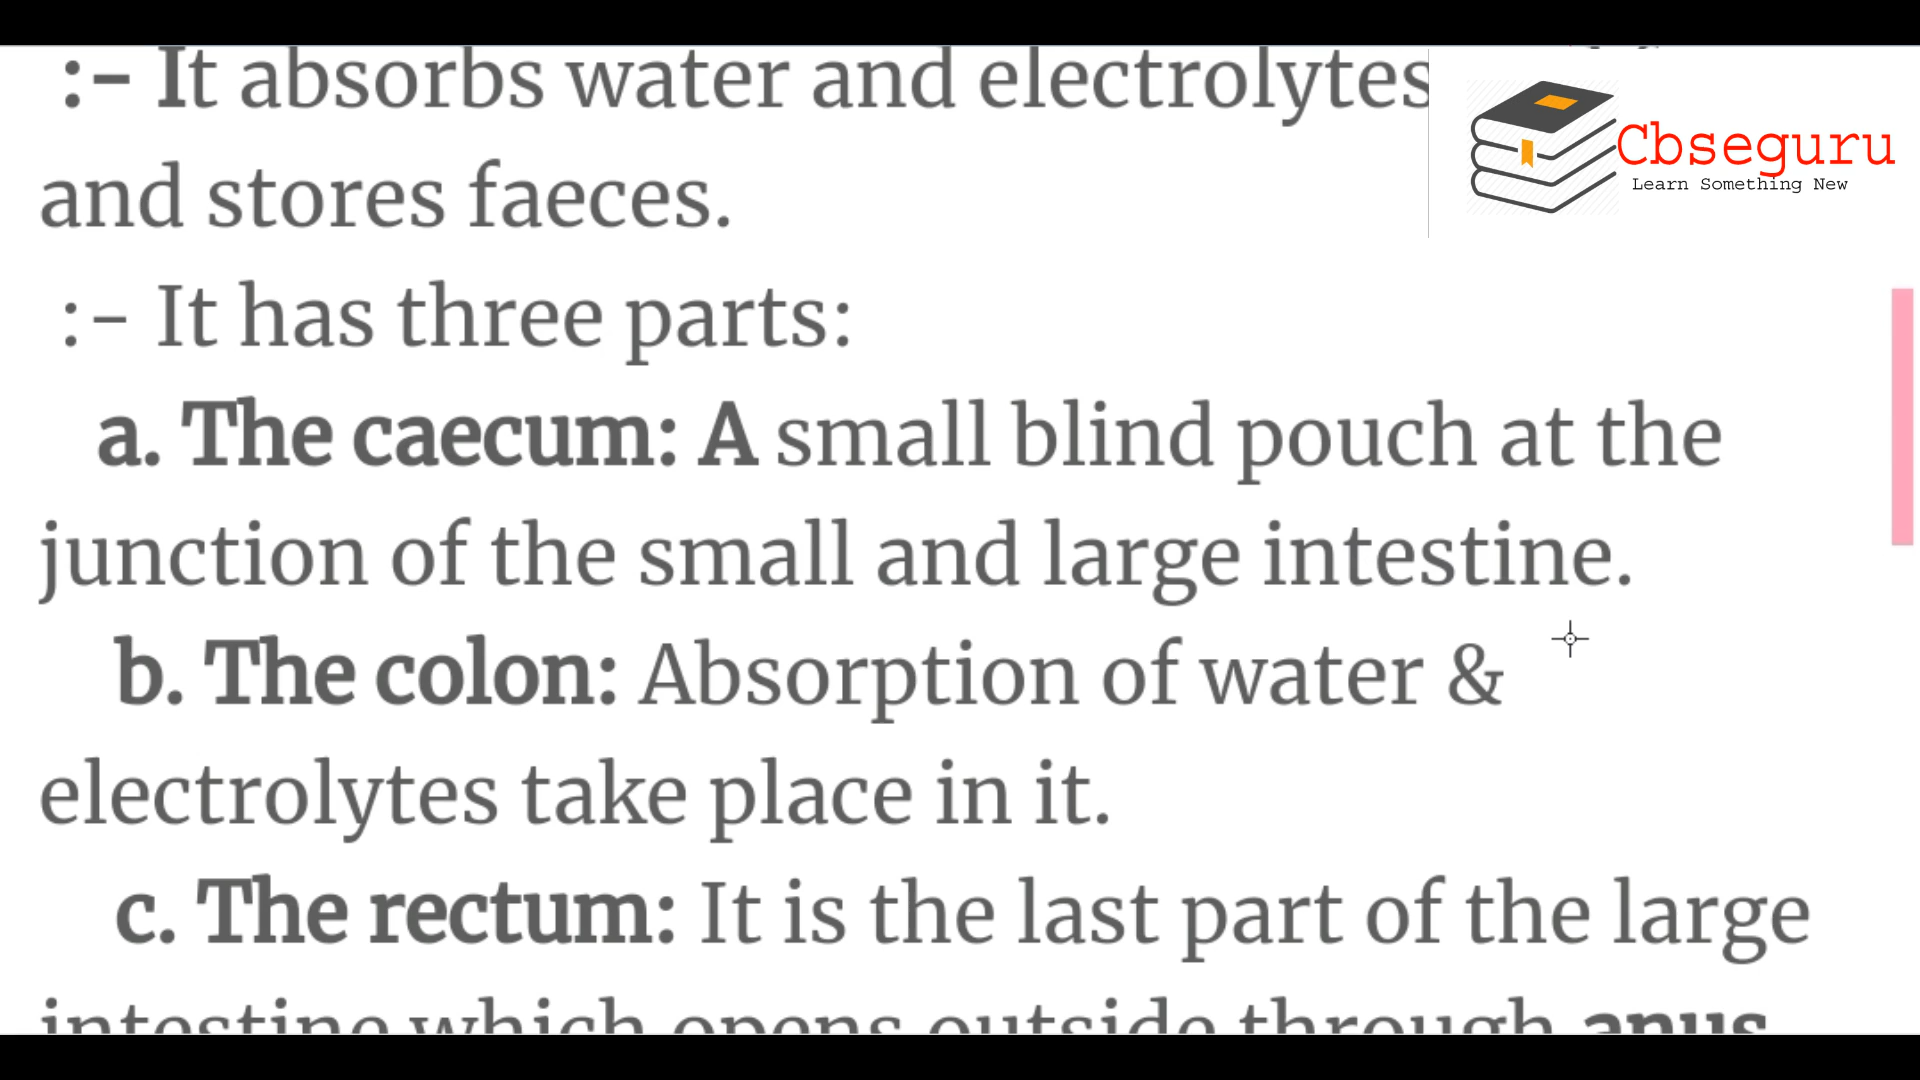 :- It absorbs water and electrolytes
and stores faeces.
:- It has three parts:
a. The caecum: A small blind pouch at the
junction of the small and large intestine.
b. The colon: Absorption of water &
electrolytes take place in it.
c. The rectum: It is the last part of the large
intestine which opens outside through anus
Cbseguru
Learn Something New